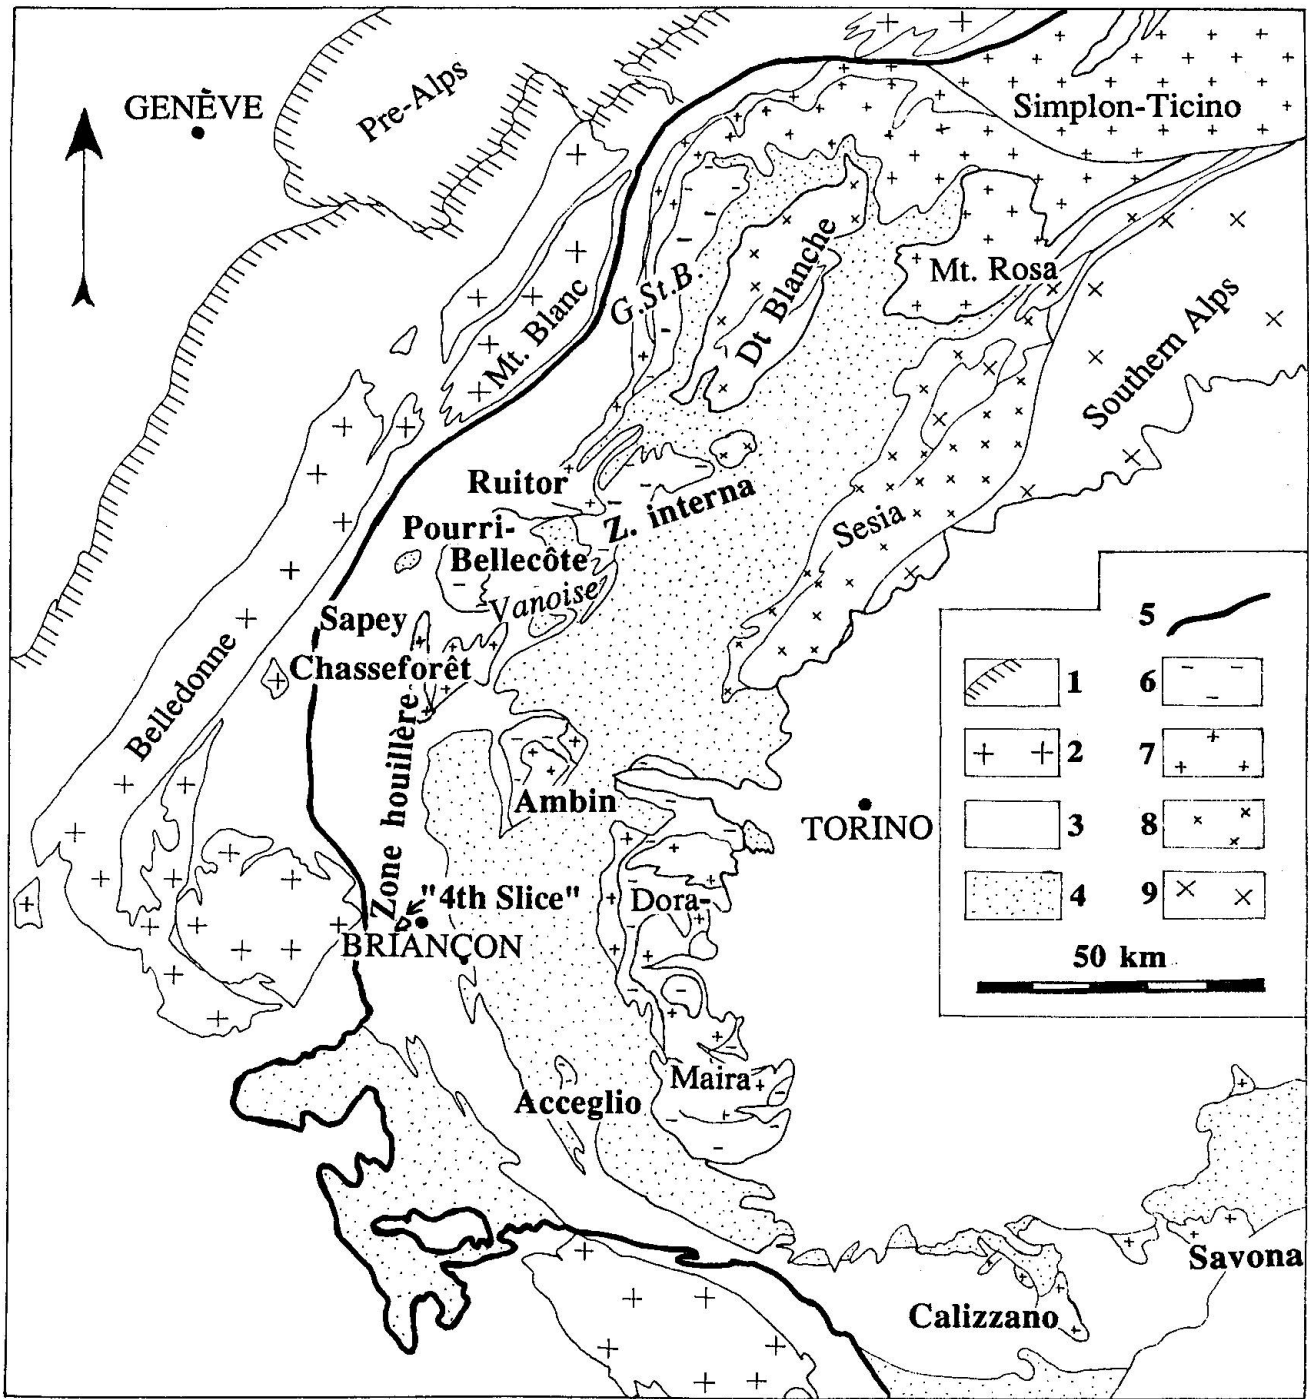 GENÈVE
Pre-Alps
Simplon-Ticino
Mt. Blanc
G.St.B.
Dt Blanche
Mt. Rosa
Southern Alps
Ruitor
Z. interna
Sesia
Pourri-
Bellecôte
Vanoise
Sapey
Chasseforêt
Belledonne
Zone houillère
Ambin
TORINO
"4th Slice"
BRIANÇON
Dora-
Maira
Acceglio
Savona
Calizzano
5
1
6
2
7
3
8
4
9
50 km